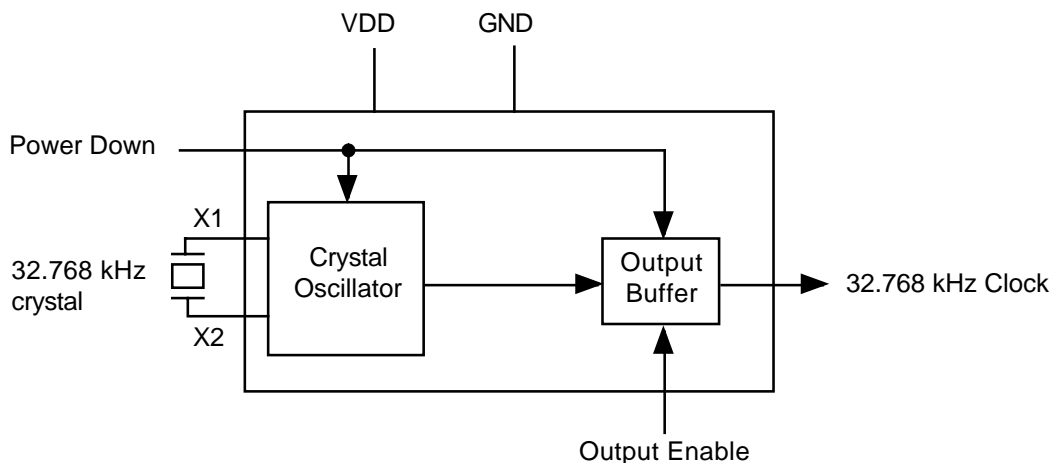 VDD
GND
Power Down
X1
32.768 kHz
crystal
X2
Crystal
Oscillator
Output
Buffer
32.768 kHz Clock
Output Enable